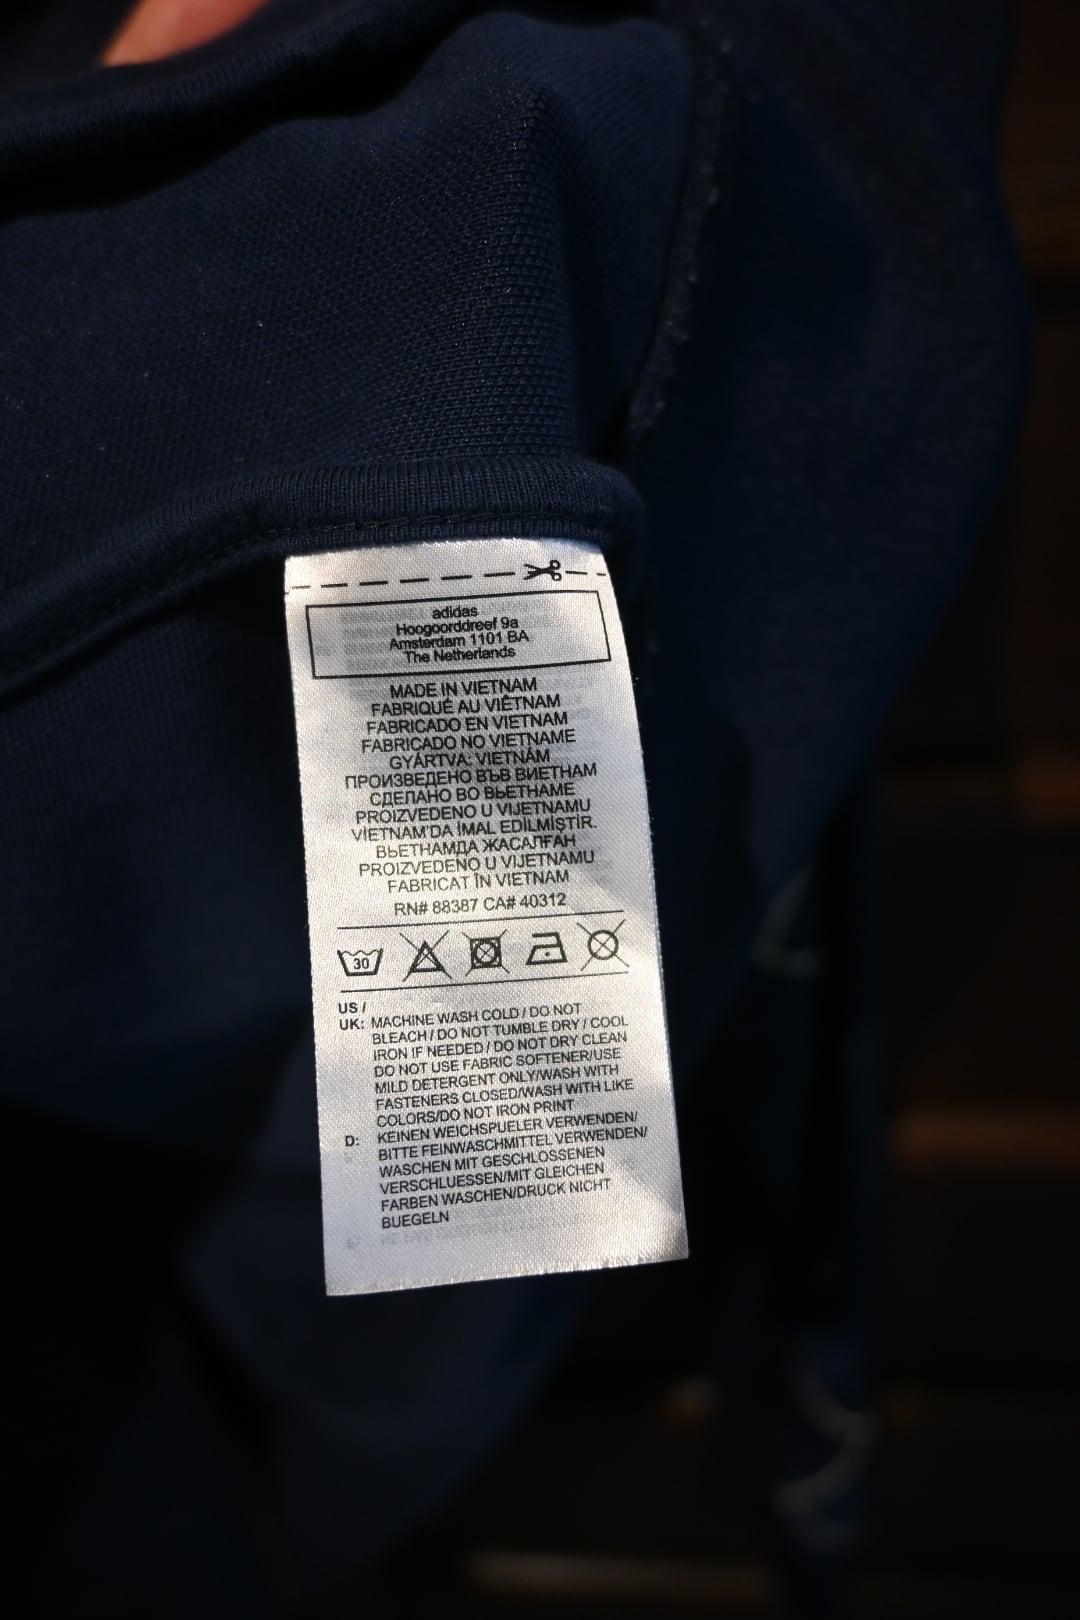 adidas
Hoogoorddreef 9a
Amsterdam 1101 BA
The Netherlands
MADE IN VIETNAM
FABRIQUÉ AU VIÊTNAM
FABRICADO EN VIETNAM
FABRICADO NO VIETNAME
GYÁRTVA: VIETNÁM
ПРОИЗВЕДЕНО ВЪВ ВИЕТНАМ
СДЕЛАНО ВО ВЬЕТНАМЕ
PROIZVEDENO U VIJETNAMU
VİETNAM'DA İMAL EDİLMİŞTİR.
ВЬЕТНАМДА ЖАСАЛҒАН
PROIZVEDENO U VIJETNAMU
FABRICAT ÎN VIETNAM
RN# 88387 CA# 40312
30
US /
UK: MACHINE WASH COLD / DO NOT
BLEACH / DO NOT TUMBLE DRY / COOL
IRON IF NEEDED / DO NOT DRY CLEAN
DO NOT USE FABRIC SOFTENER/USE
MILD DETERGENT ONLY/WASH WITH
FASTENERS CLOSED/WASH WITH LIKE
COLORS/DO NOT IRON PRINT
D: KEINEN WEICHSPUELER VERWENDEN/
BITTE FEINWASCHMITTEL VERWENDEN/
WASCHEN MIT GESCHLOSSENEN
VERSCHLUESSEN/MIT GLEICHEN
FARBEN WASCHEN/DRUCK NICHT
BUEGELN